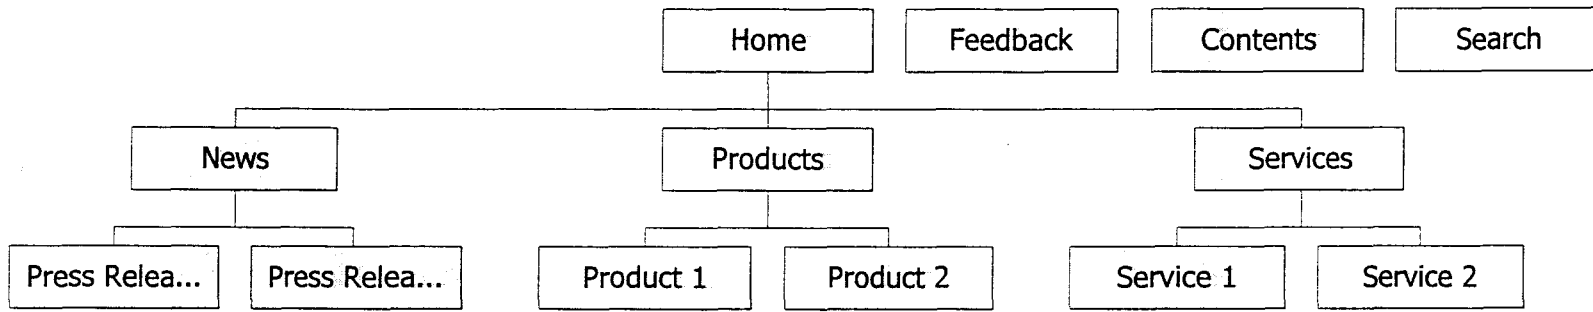 Home
Feedback
Contents
Search
News
Products
Services
Press Relea...
Press Relea...
Product 1
Product 2
Service 1
Service 2